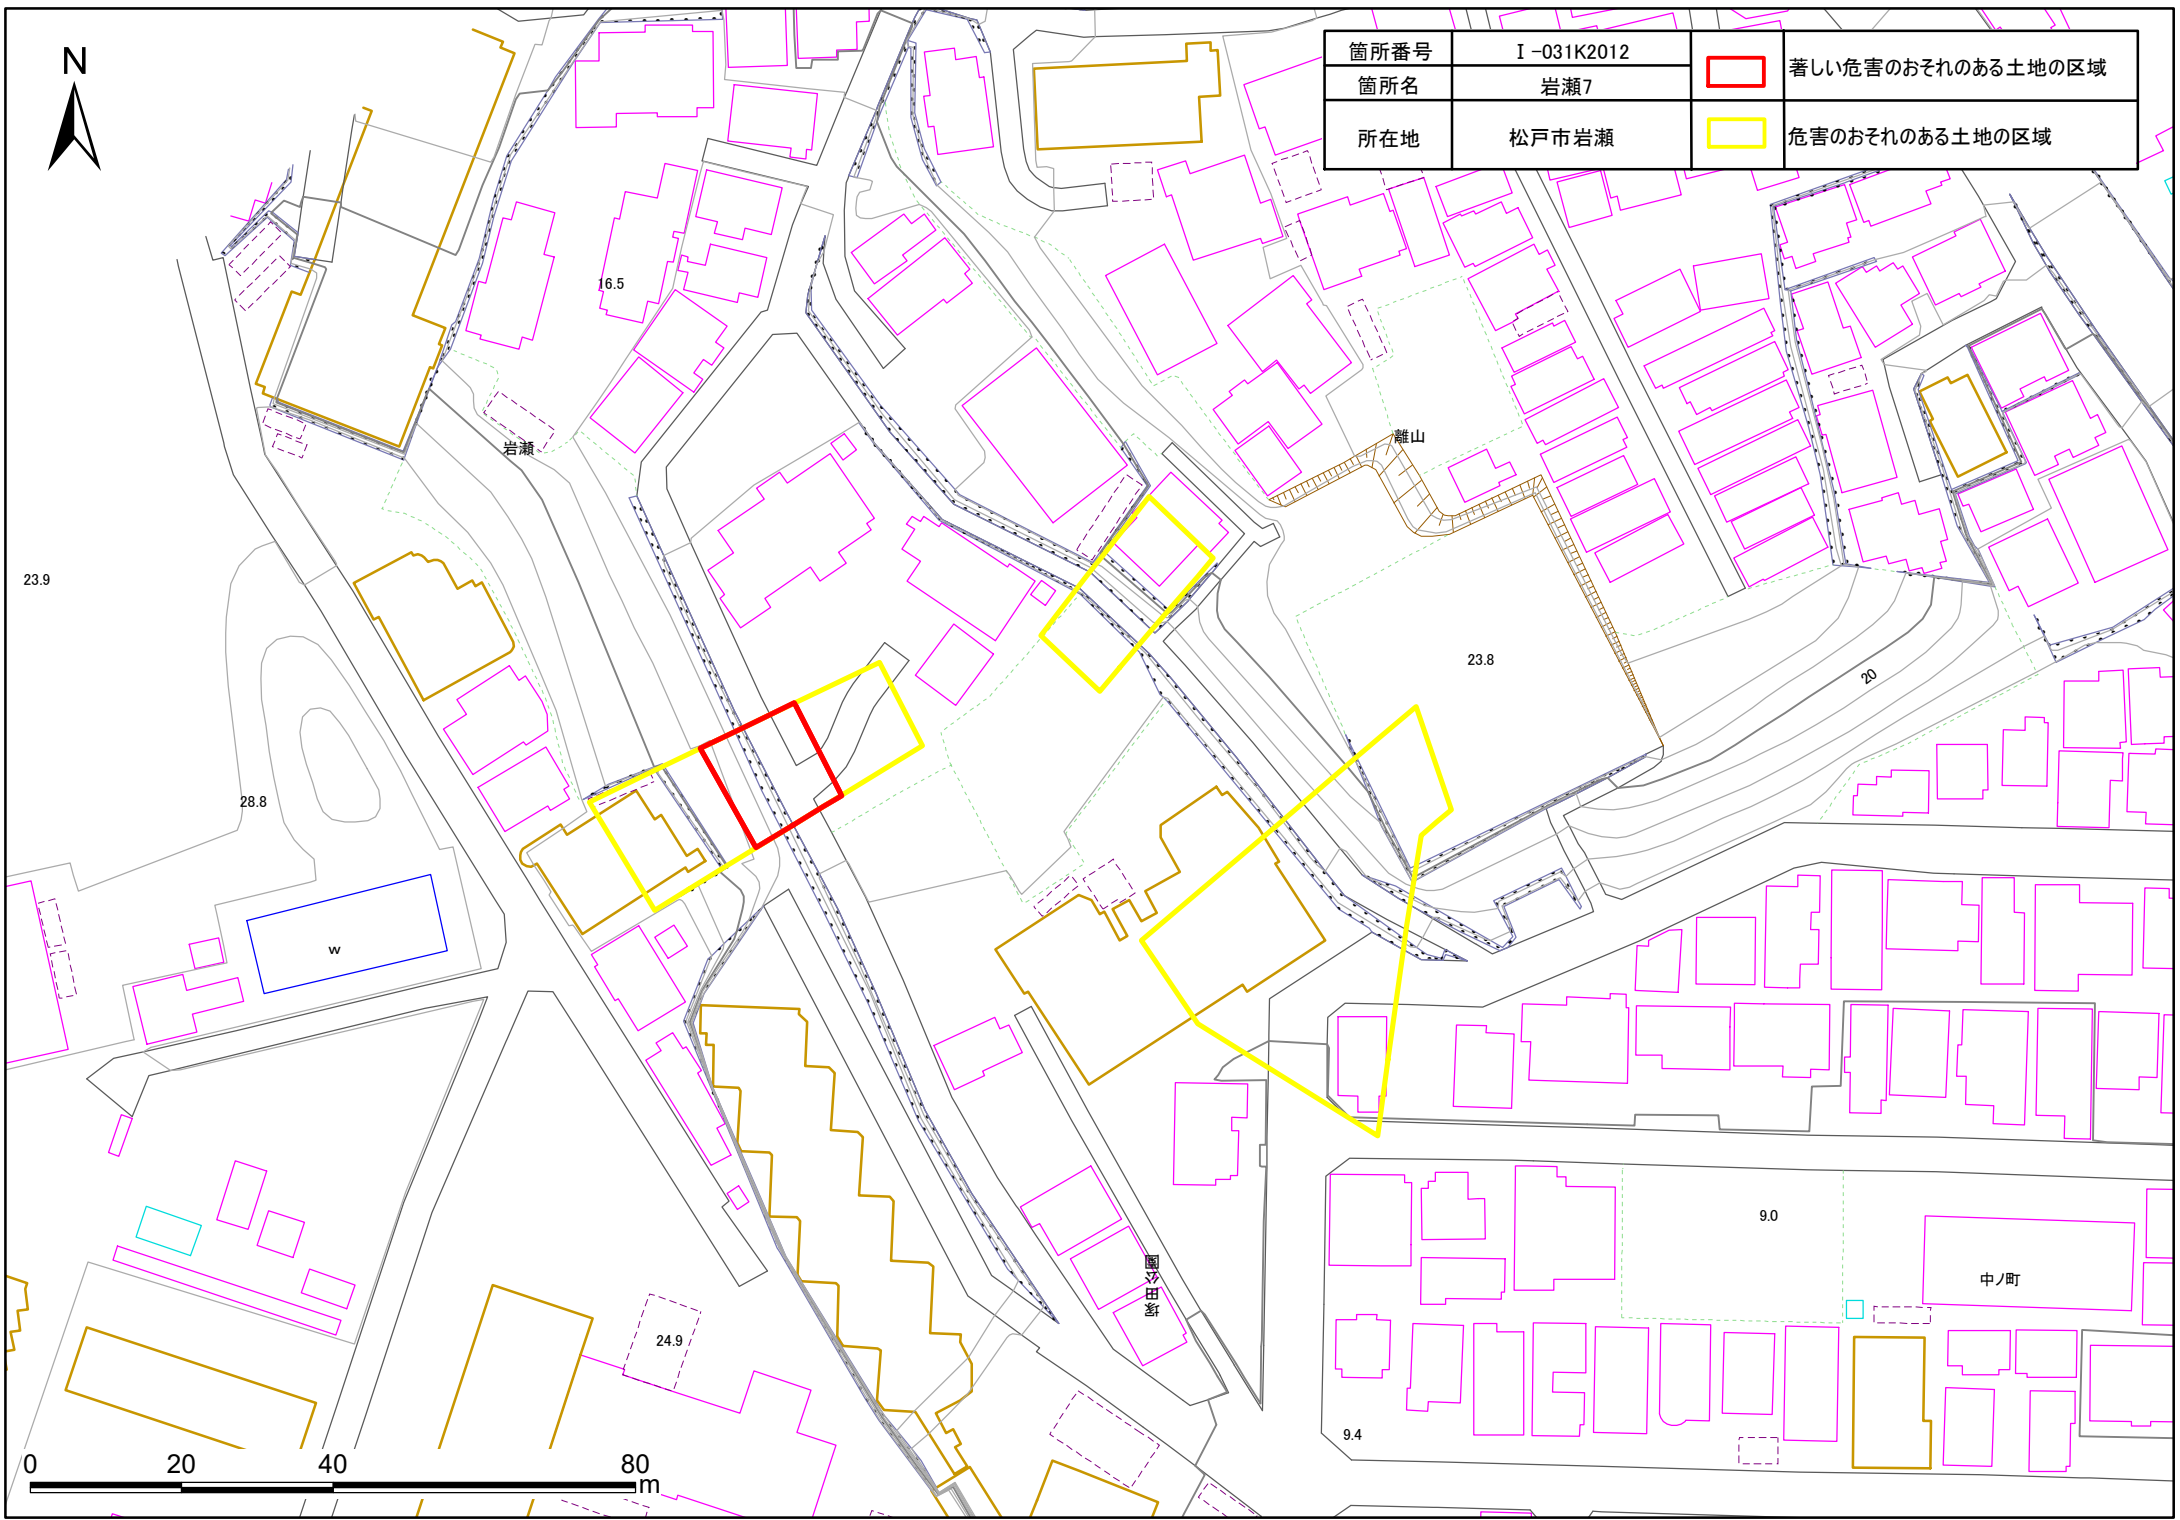 N
箇所番号 Ⅰ-031K2012 著しい危害のおそれのある土地の区域
箇所名 岩瀬7
所在地 松戸市岩瀬 危害のおそれのある土地の区域
16.5
岩瀬
離山
23.9
23.8
20
28.8
w
9.0
中ノ町
塚田公園
24.9
9.4
0 20 40 80
m